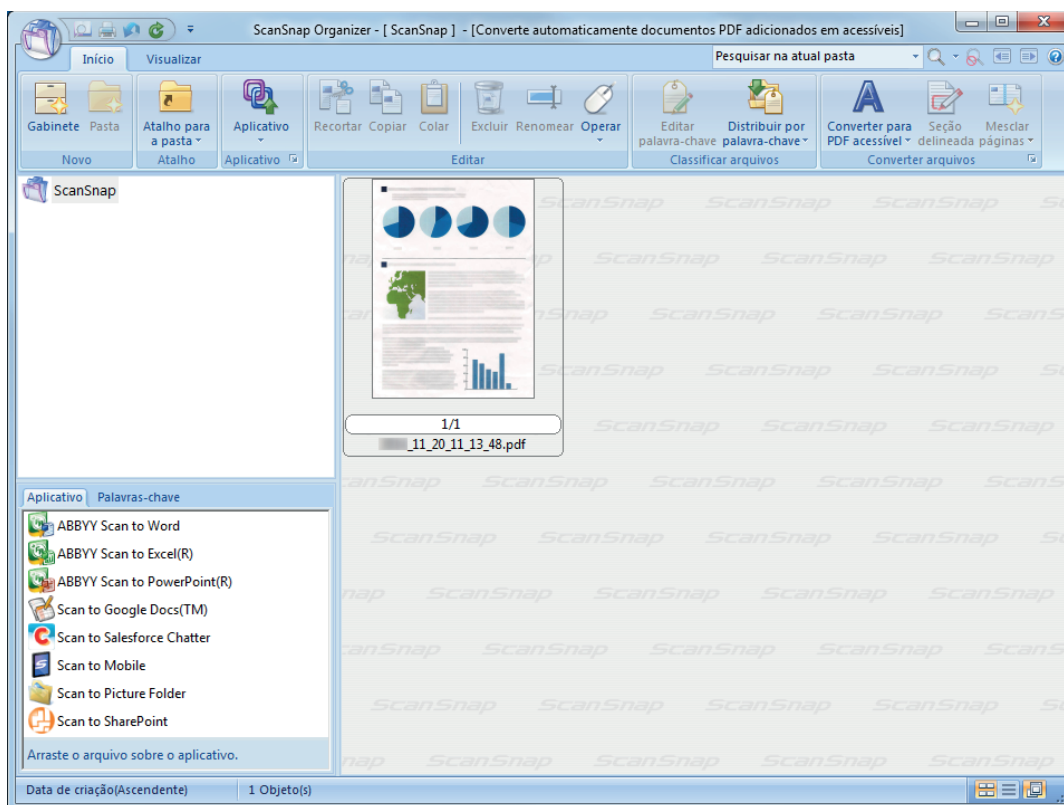 ScanSnap Organizer - [ ScanSnap ] - [Converte automaticamente documentos PDF adicionados em acessíveis]
Início Visualizar Pesquisar na atual pasta
Gabinete Pasta Atalho para a pasta Aplicativo Recortar Copiar Colar Excluir Renomear Operar Editar palavra-chave Distribuir por palavra-chave Converter para PDF acessível Seção delineada Mesclar páginas
Novo Atalho Aplicativo Editar Classificar arquivos Converter arquivos
ScanSnap
1/1
_11_20_11_13_48.pdf
Aplicativo Palavras-chave
ABBYY Scan to Word
ABBYY Scan to Excel(R)
ABBYY Scan to PowerPoint(R)
Scan to Google Docs(TM)
Scan to Salesforce Chatter
Scan to Mobile
Scan to Picture Folder
Scan to SharePoint
Arraste o arquivo sobre o aplicativo.
Data de criação(Ascendente) 1 Objeto(s)